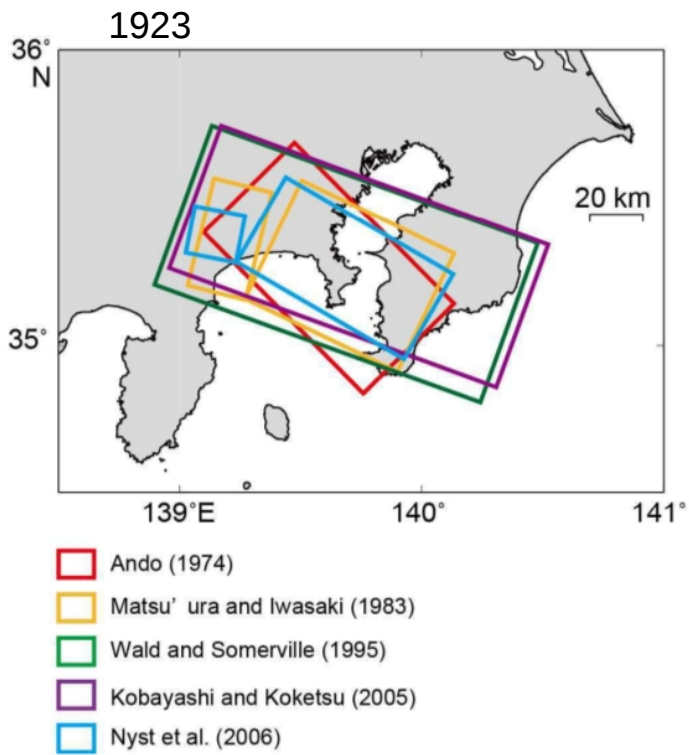 1923
36°
N
20 km
35°
139°E
140°
141°
Ando (1974)
Matsu’ ura and Iwasaki (1983)
Wald and Somerville (1995)
Kobayashi and Koketsu (2005)
Nyst et al. (2006)